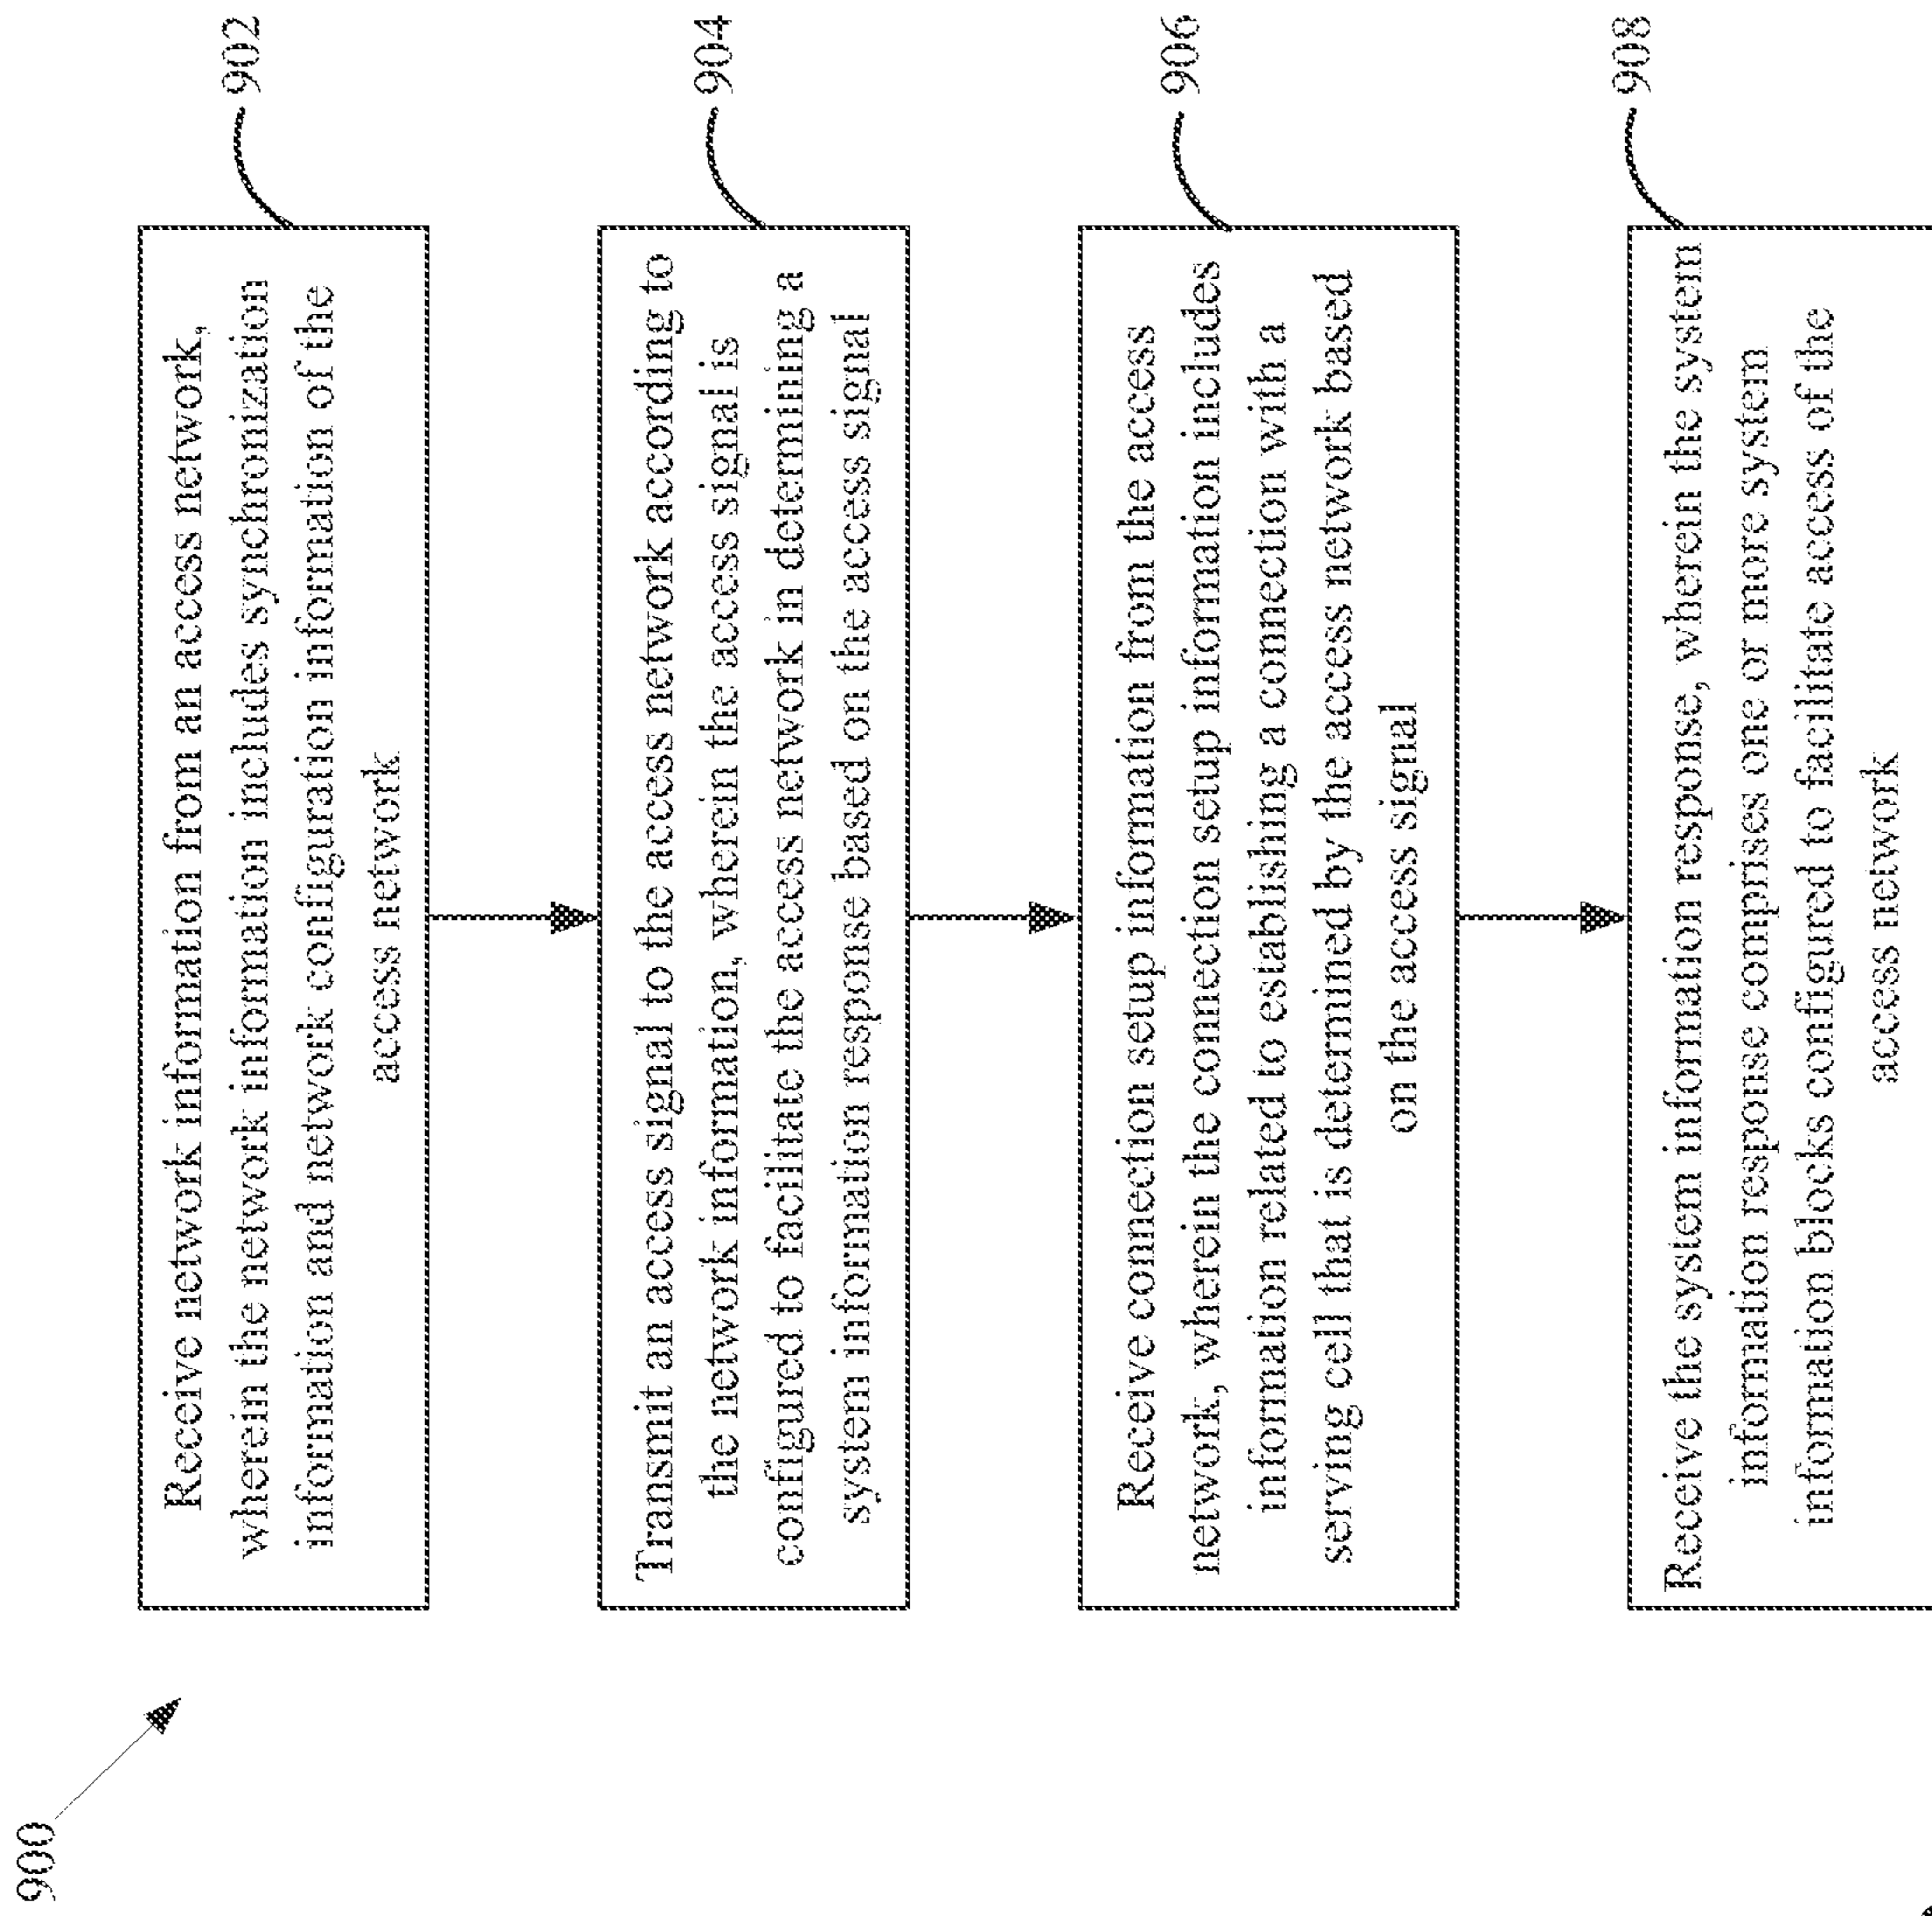 900
Receive network information from an access network,
wherein the network information includes synchronization
information and network configuration information of the
access network
902
Transmit an access signal to the access network according to
the network information, wherein the access signal is
configured to facilitate the access network in determining a
system information response based on the access signal
904
Receive connection setup information from the access
network, wherein the connection setup information includes
information related to establishing a connection with a
serving cell that is determined by the access network based
on the access signal
906
Receive the system information response, wherein the system
information response comprises one or more system
information blocks configured to facilitate access of the
access network
908